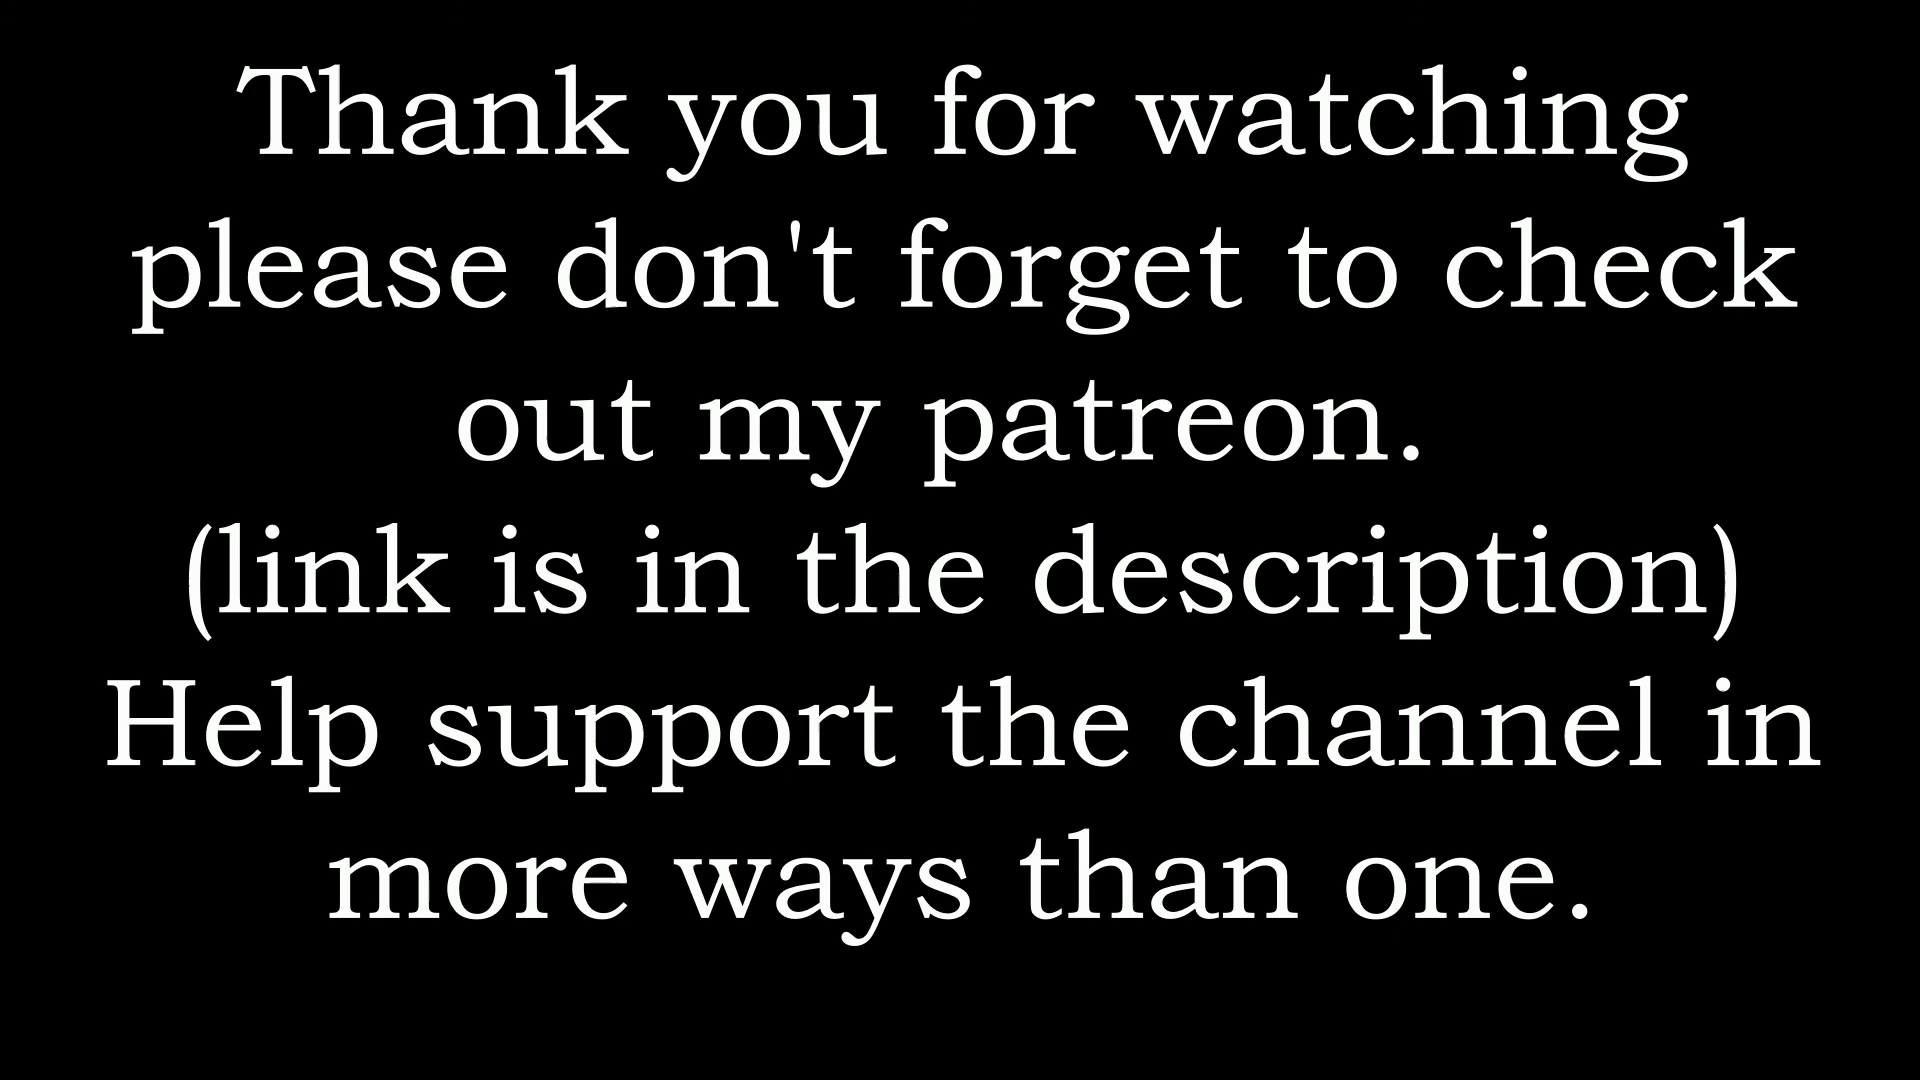 Thank you for watching
please don't forget to check
out my patreon.
(link is in the description)
Help support the channel in
more ways than one.